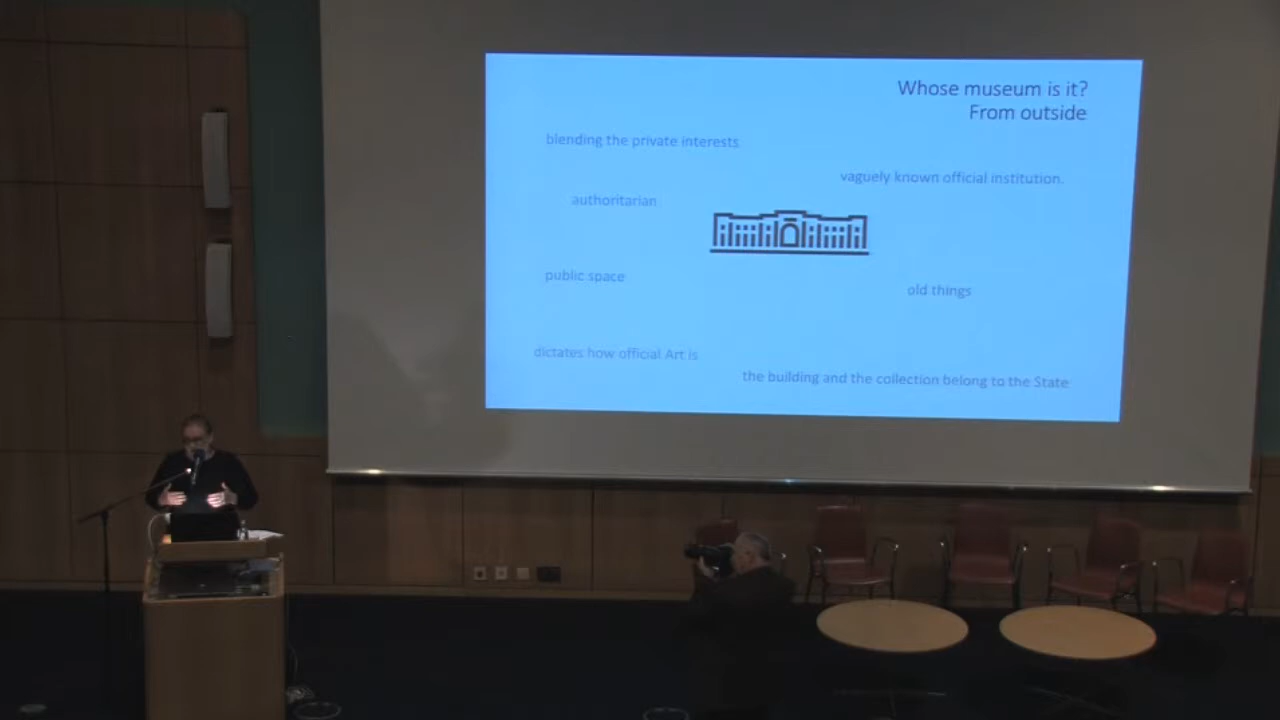 Whose museum is it?
From outside
blending the private interests
vaguely known official institution.
authoritarian
public space
old things
dictates how official Art is
the building and the collection belong to the State